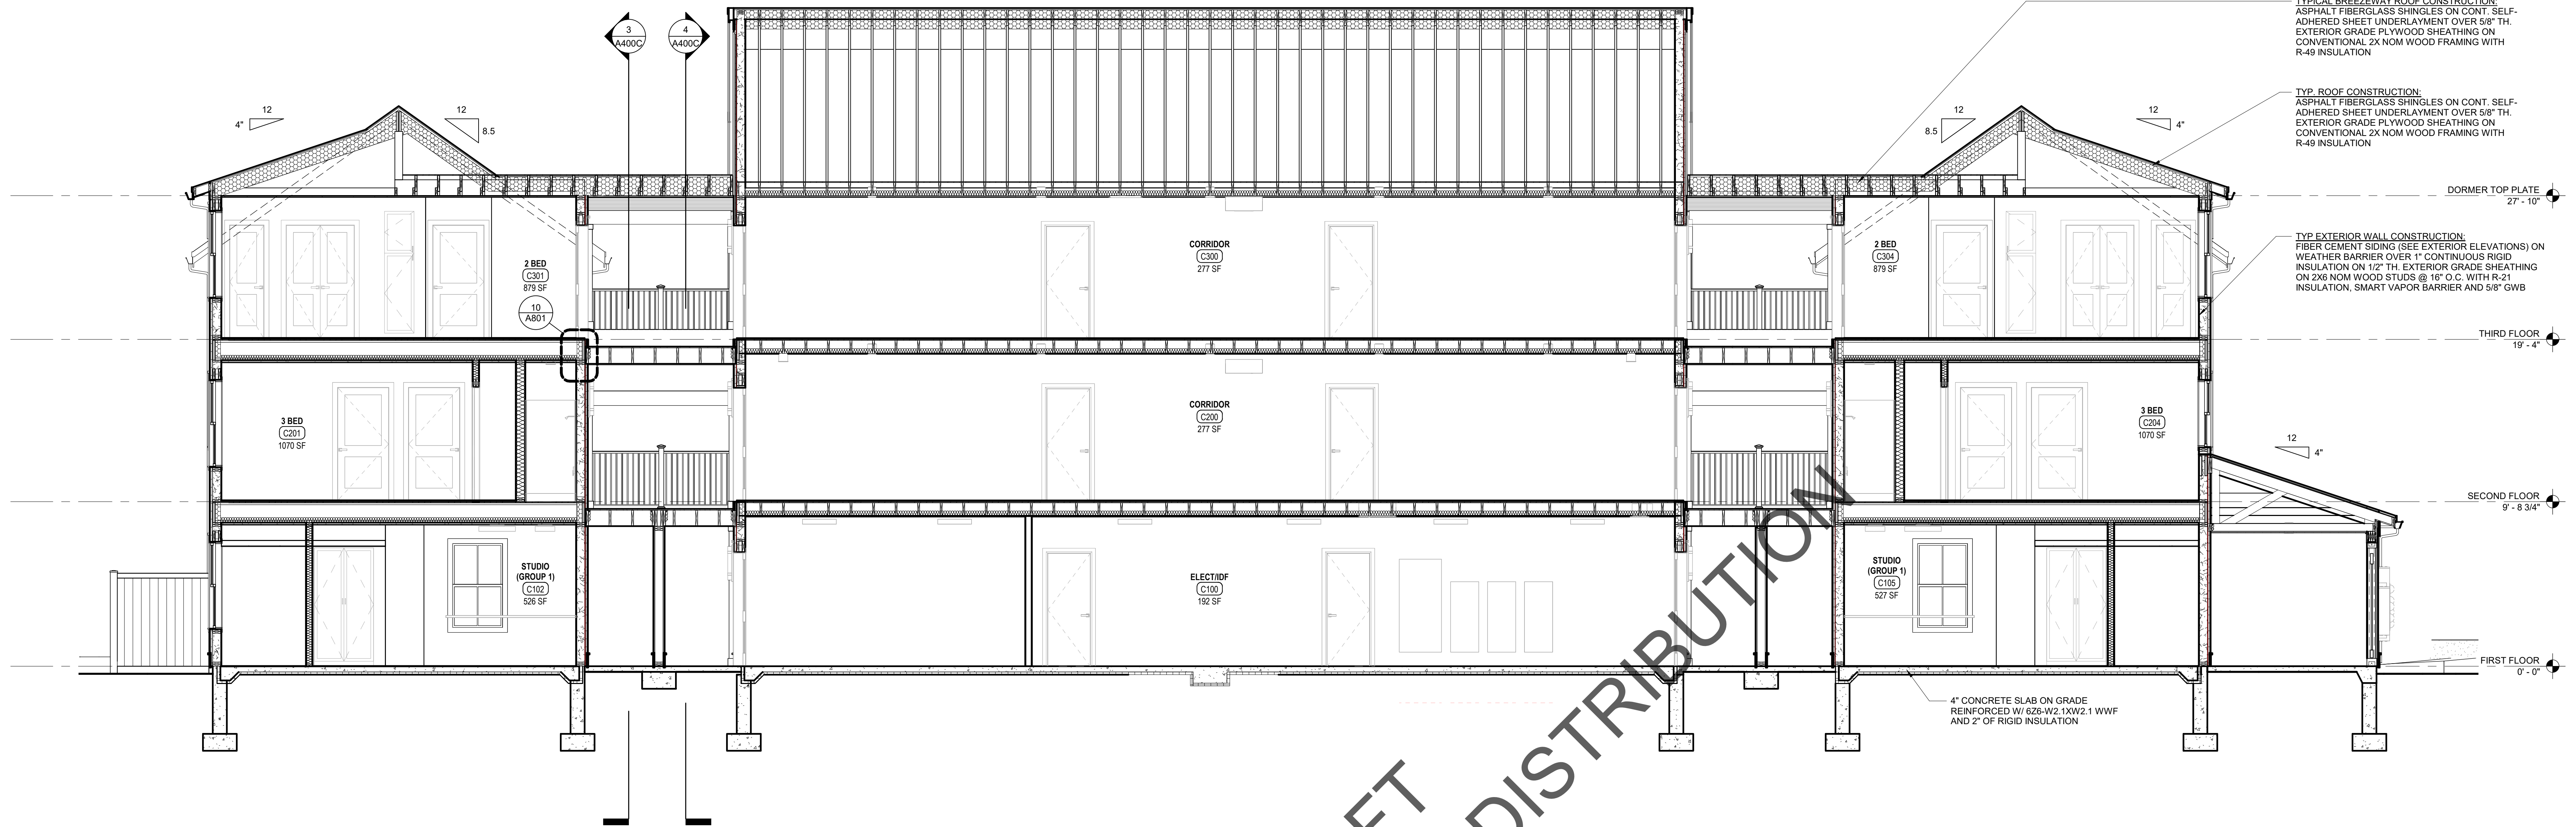 3
A400C
4
A400C
TYPICAL BREEZEWAY ROOF CONSTRUCTION:
ASPHALT FIBERGLASS SHINGLES ON CONT. SELF-
ADHERED SHEET UNDERLAYMENT OVER 5/8" TH.
EXTERIOR GRADE PLYWOOD SHEATHING ON
CONVENTIONAL 2X NOM WOOD FRAMING WITH
R-49 INSULATION
12
4"
12
8.5
12
8.5
12
4"
TYP. ROOF CONSTRUCTION:
ASPHALT FIBERGLASS SHINGLES ON CONT. SELF-
ADHERED SHEET UNDERLAYMENT OVER 5/8" TH.
EXTERIOR GRADE PLYWOOD SHEATHING ON
CONVENTIONAL 2X NOM WOOD FRAMING WITH
R-49 INSULATION
DORMER TOP PLATE
27' - 10"
TYP EXTERIOR WALL CONSTRUCTION:
FIBER CEMENT SIDING (SEE EXTERIOR ELEVATIONS) ON
WEATHER BARRIER OVER 1" CONTINUOUS RIGID
INSULATION ON 1/2" TH. EXTERIOR GRADE SHEATHING
ON 2X6 NOM WOOD STUDS @ 16" O.C. WITH R-21
INSULATION, SMART VAPOR BARRIER AND 5/8" GWB
2 BED
C301
879 SF
10
A801
CORRIDOR
C300
277 SF
2 BED
C304
879 SF
THIRD FLOOR
19' - 4"
3 BED
C201
1070 SF
CORRIDOR
C200
277 SF
3 BED
C204
1070 SF
12
4"
SECOND FLOOR
9' - 8 3/4"
STUDIO
(GROUP 1)
C102
526 SF
ELECT/IDF
C100
192 SF
STUDIO
(GROUP 1)
C105
527 SF
FIRST FLOOR
0' - 0"
4" CONCRETE SLAB ON GRADE
REINFORCED W/ 6Z6-W2.1XW2.1 WWF
AND 2" OF RIGID INSULATION
DISTRIBUTION